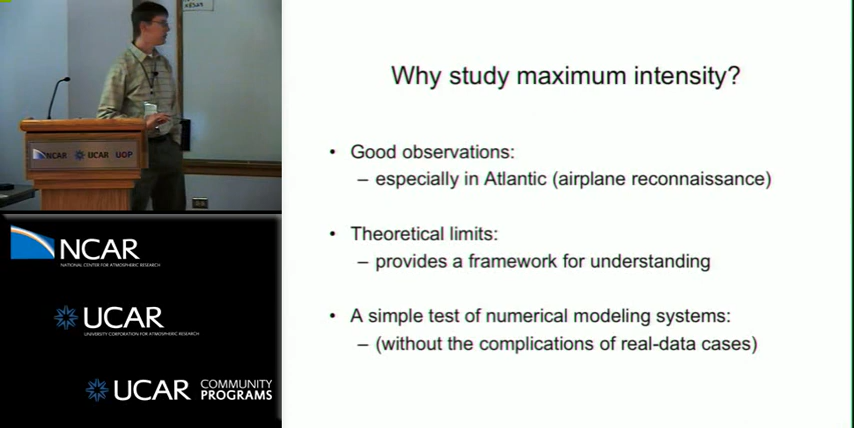 NCAR UCAR UOP
NCAR
NATIONAL CENTER FOR ATMOSPHERIC RESEARCH
UCAR
UNIVERSITY CORPORATION FOR ATMOSPHERIC RESEARCH
UCAR COMMUNITY PROGRAMS
Why study maximum intensity?
• Good observations:
– especially in Atlantic (airplane reconnaissance)
• Theoretical limits:
– provides a framework for understanding
• A simple test of numerical modeling systems:
– (without the complications of real-data cases)